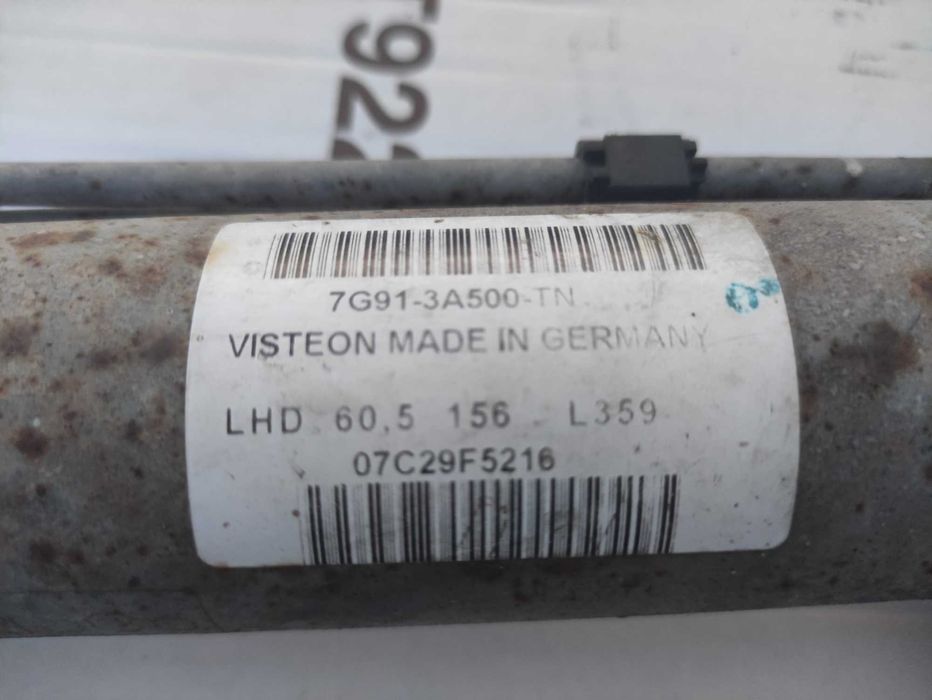 7G91-3A500-TN
VISTEON MADE IN GERMANY
LHD 60,5 156 L359
07C29F5216